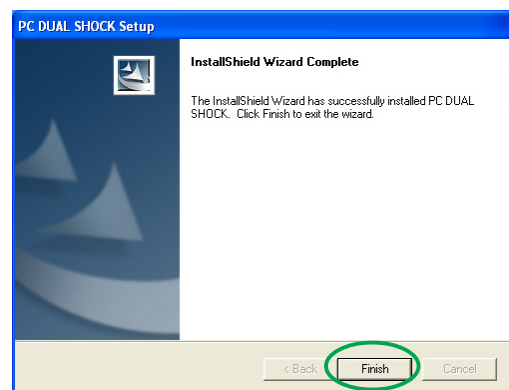 PC DUAL SHOCK Setup
InstallShield Wizard Complete
The InstallShield Wizard has successfully installed PC DUAL
SHOCK. Click Finish to exit the wizard.
< Back Finish Cancel